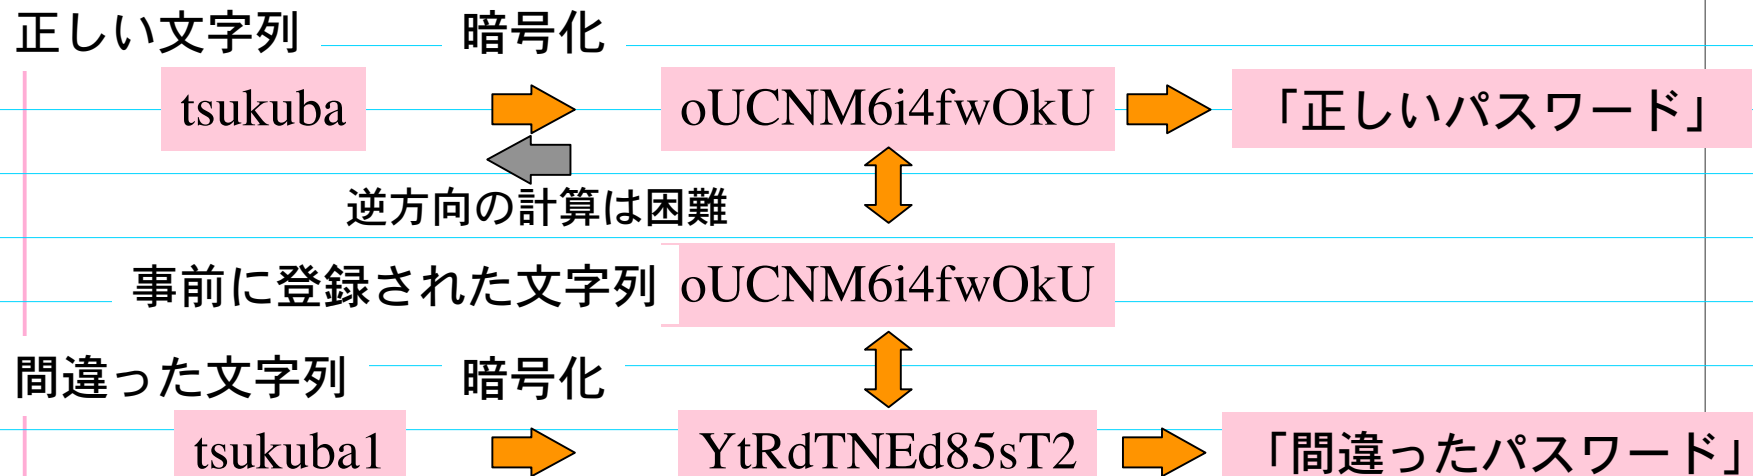 正しい文字列 暗号化
tsukuba oUCNM6i4fwOkU 「正しいパスワード」
逆方向の計算は困難
事前に登録された文字列 oUCNM6i4fwOkU
間違った文字列 暗号化
tsukuba1 YtRdTNEd85sT2 「間違ったパスワード」